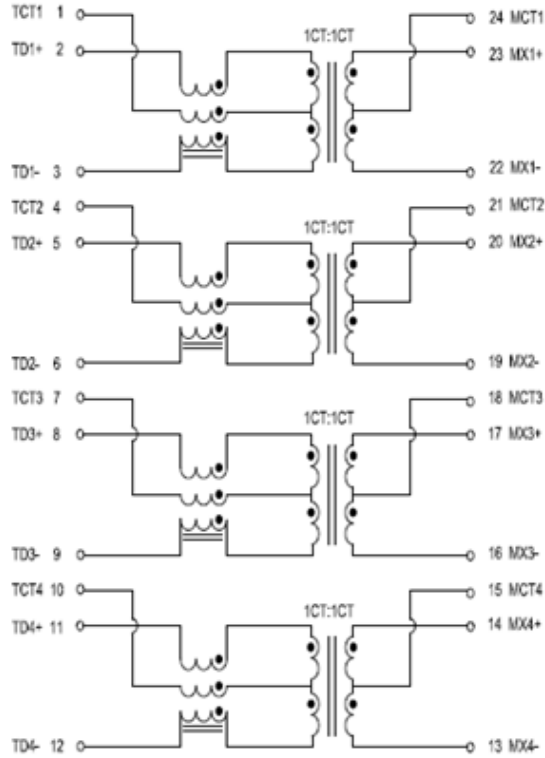 TCT1 1 24 MCT1
1CT:1CT
TD1+ 2 23 MX1+
TD1- 3 22 MX1-
TCT2 4 21 MCT2
1CT:1CT
TD2+ 5 20 MX2+
TD2- 6 19 MX2-
TCT3 7 18 MCT3
1CT:1CT
TD3+ 8 17 MX3+
TD3- 9 16 MX3-
TCT4 10 15 MCT4
1CT:1CT
TD4+ 11 14 MX4+
TD4- 12 13 MX4-